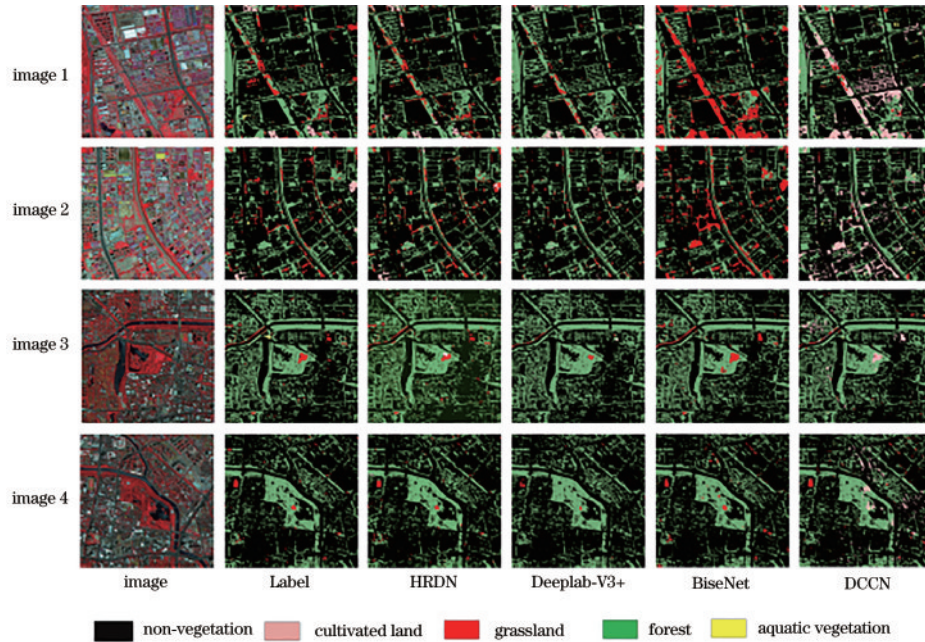 image 1
image 2
image 3
image 4
image Label HRDN Deeplab-V3+ BiseNet DCCN
non-vegetation cultivated land grassland forest aquatic vegetation